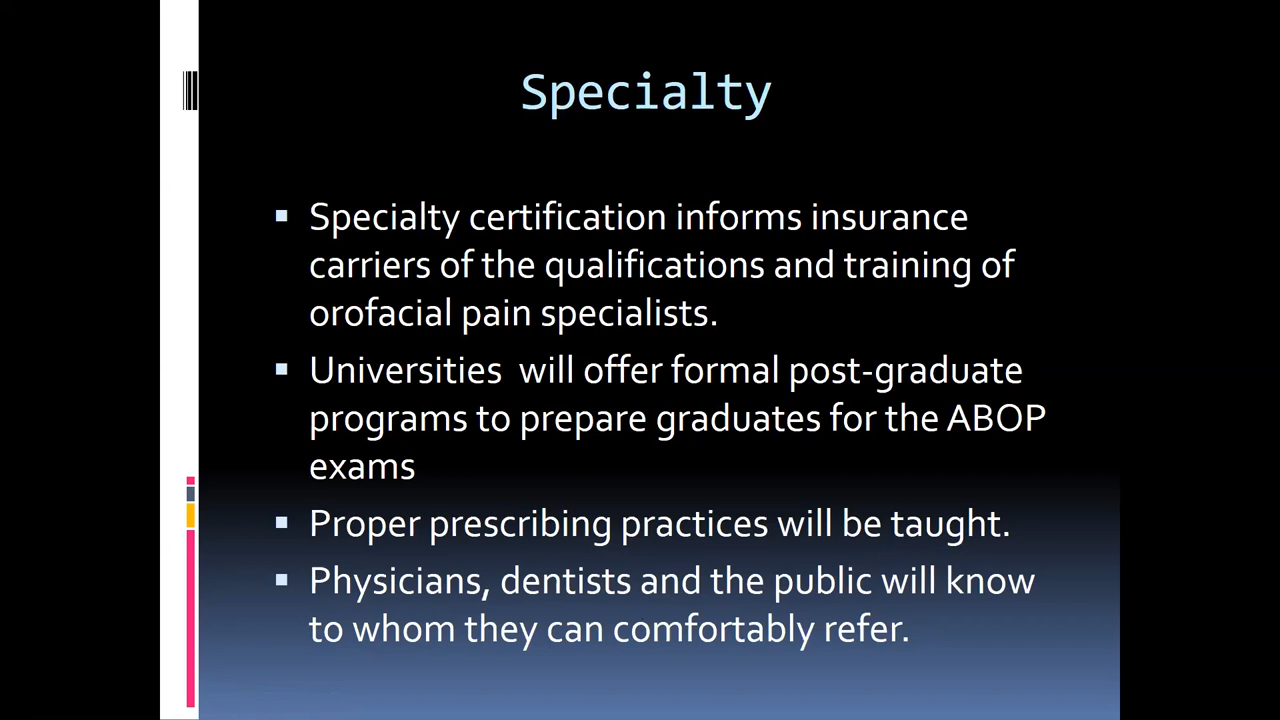 Specialty
▪ Specialty certification informs insurance
carriers of the qualifications and training of
orofacial pain specialists.
▪ Universities  will offer formal post-graduate
programs to prepare graduates for the ABOP
exams
▪ Proper prescribing practices will be taught.
▪ Physicians, dentists and the public will know
to whom they can comfortably refer.